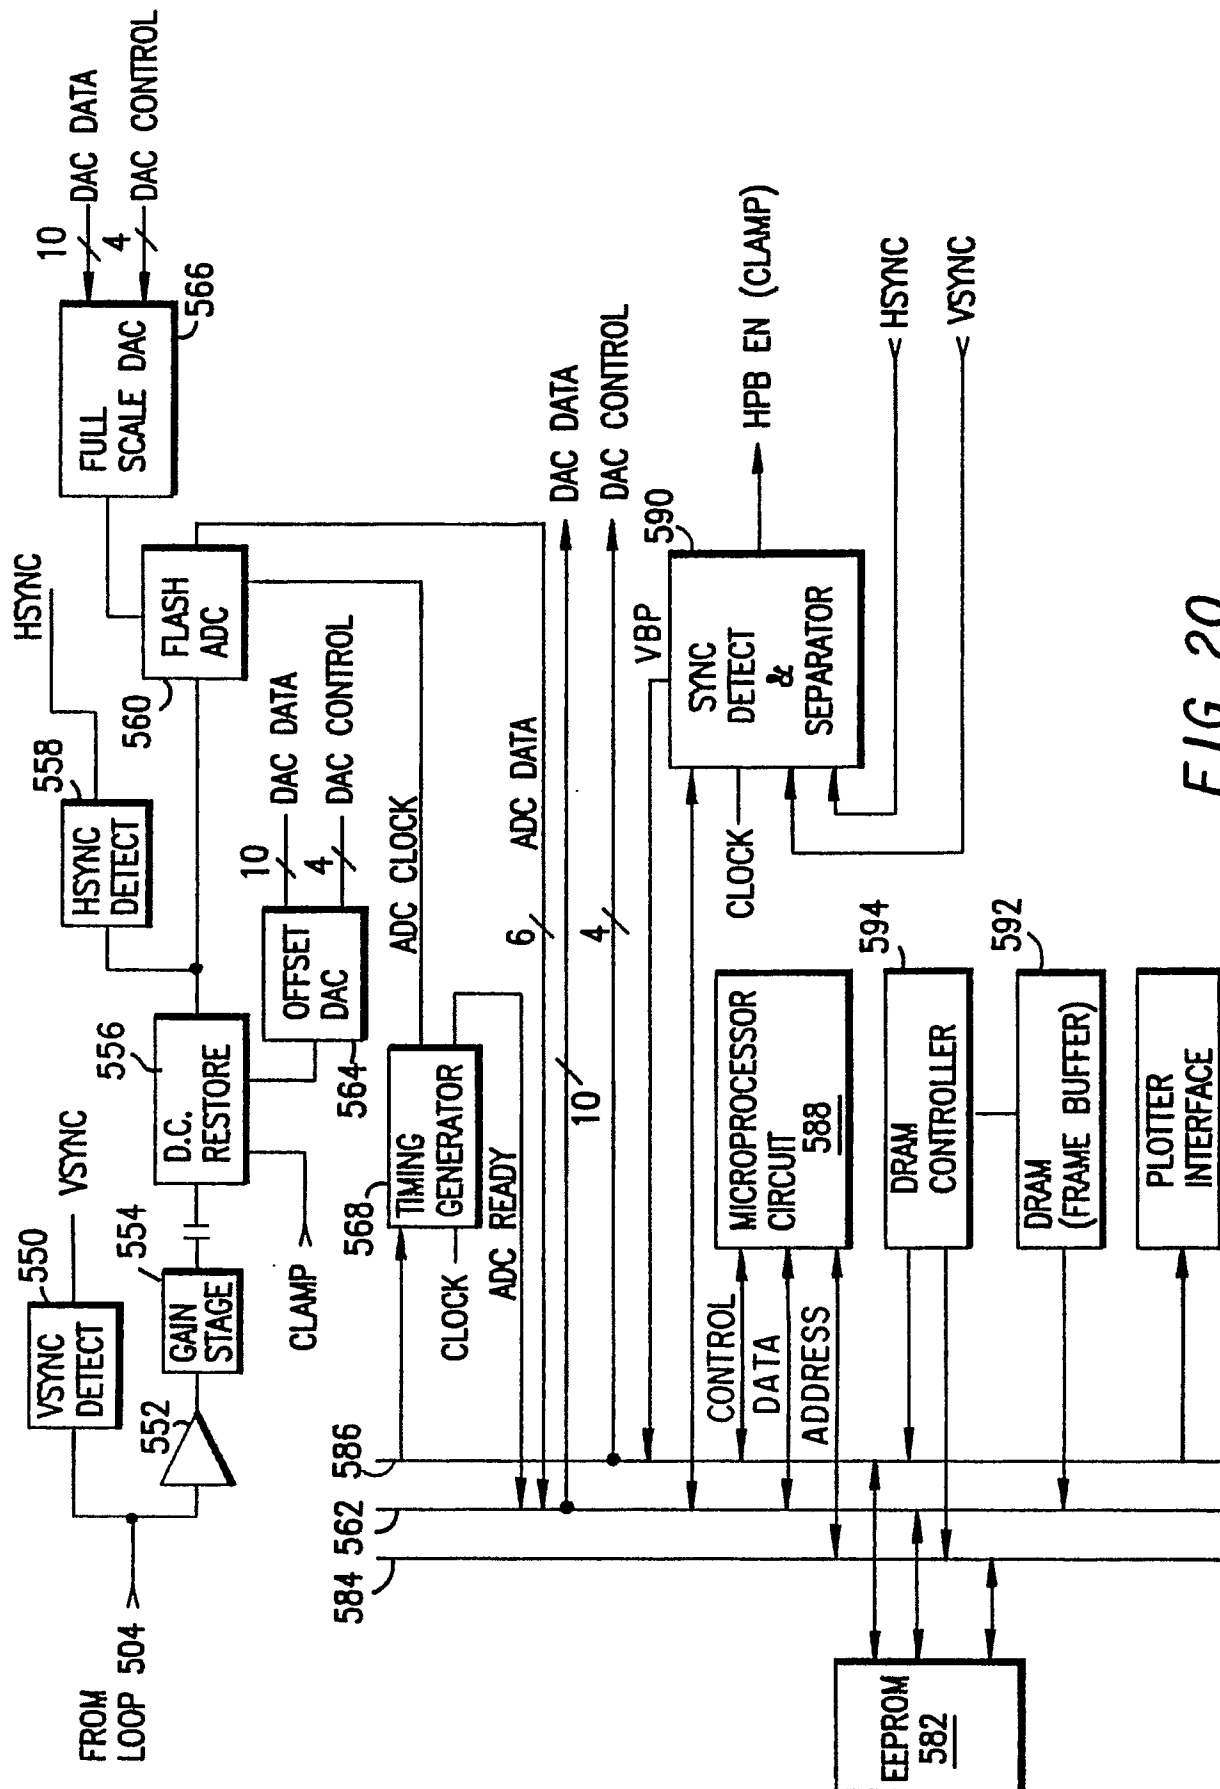 FROM
LOOP 504
VSYNC
DETECT
550
VSYNC
552
GAIN
STAGE
554
D.C.
RESTORE
556
CLAMP
HSYNC
DETECT
558
HSYNC
FLASH
ADC
560
FULL
SCALE DAC
566
10
DAC DATA
4
DAC CONTROL
OFFSET
DAC
564
10
DAC DATA
4
DAC CONTROL
TIMING
GENERATOR
568
CLOCK
ADC CLOCK
ADC READY
6
ADC DATA
10
DAC DATA
4
DAC CONTROL
586
562
584
VBP
SYNC
DETECT
&
SEPARATOR
590
CLOCK
HPB EN (CLAMP)
HSYNC
VSYNC
MICROPROCESSOR
CIRCUIT
588
CONTROL
DATA
ADDRESS
DRAM
CONTROLLER
594
DRAM
(FRAME BUFFER)
592
PLOTTER
INTERFACE
EEPROM
582
FIG. 20